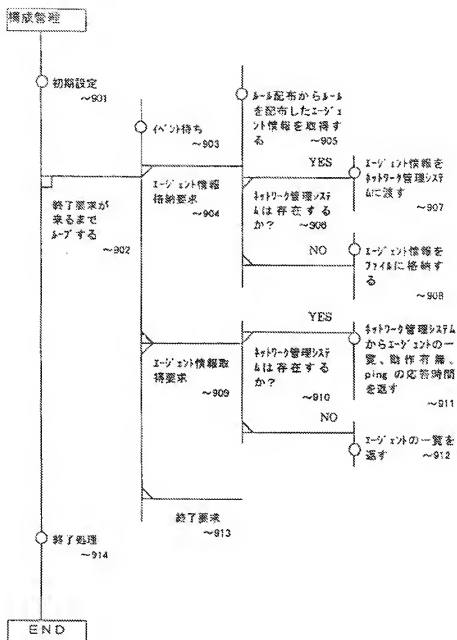 構成管理
初期設定
~901
イベント待ち
~903
ルール配布からルール
を配布したエージェ
ント情報を取得す
る ~905
終了要求が
来るまで
ループする
~902
エージェント情報
格納要求
~904
YES
ネットワーク管理システ
ムは存在する
か? ~906
エージェント情報を
ネットワーク管理システ
ムに渡す
~907
NO
エージェント情報を
ファイルに格納す
る
~908
エージェント情報取
得要求
~909
YES
ネットワーク管理システ
ムは存在する
か? ~910
ネットワーク管理システム
からエージェントの一
覧、動作有無、
ping の応答時間
を返す ~911
NO
エージェントの一覧を
返す ~912
終了要求
~913
終了処理
~914
END